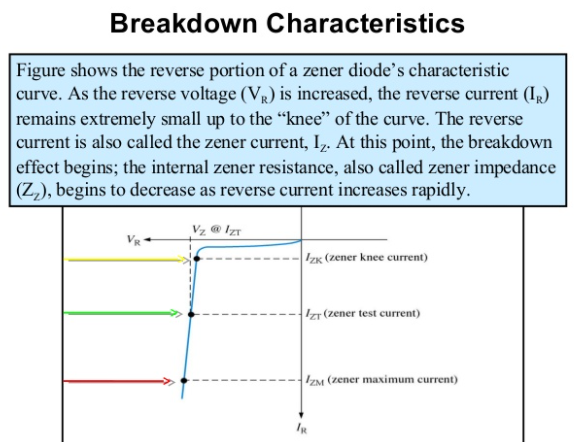 Breakdown Characteristics
Figure shows the reverse portion of a zener diode’s characteristic
curve. As the reverse voltage (VR) is increased, the reverse current (IR)
remains extremely small up to the “knee” of the curve. The reverse
current is also called the zener current, IZ. At this point, the breakdown
effect begins; the internal zener resistance, also called zener impedance
(ZZ), begins to decrease as reverse current increases rapidly.
VZ @ IZT
VR
IZK (zener knee current)
IZT (zener test current)
IZM (zener maximum current)
IR